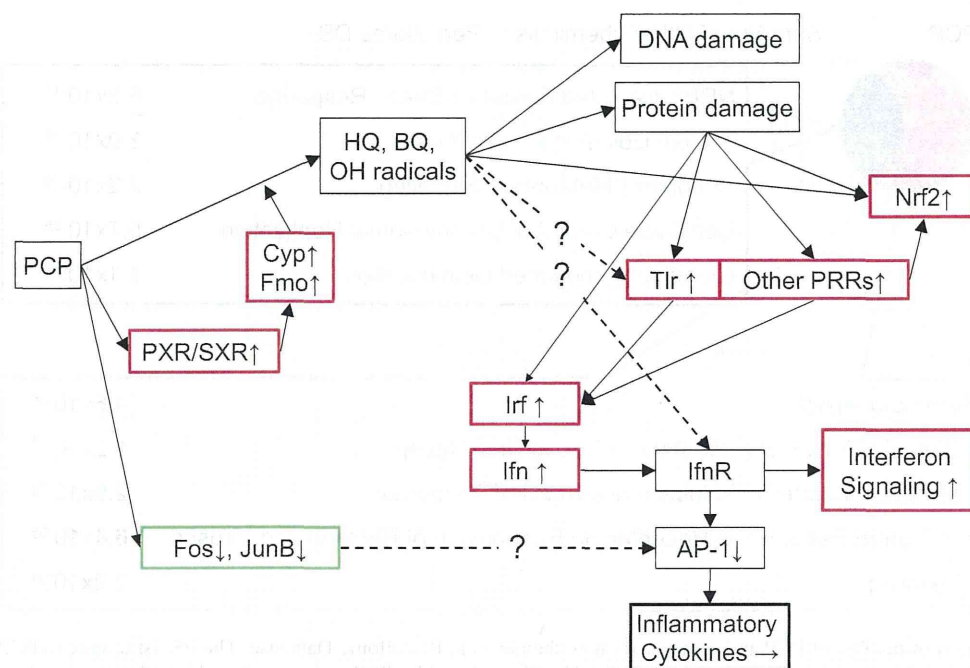 DNA damage
Protein damage
HQ, BQ,
OH radicals
Nrf2↑
?
?
PCP
Cyp↑
Fmo↑
Tlr ↑
Other PRRs↑
PXR/SXR↑
Irf ↑
Ifn ↑
IfnR
Interferon
Signaling ↑
Fos↓, JunB↓
?
AP-1↓
Inflammatory
Cytokines →